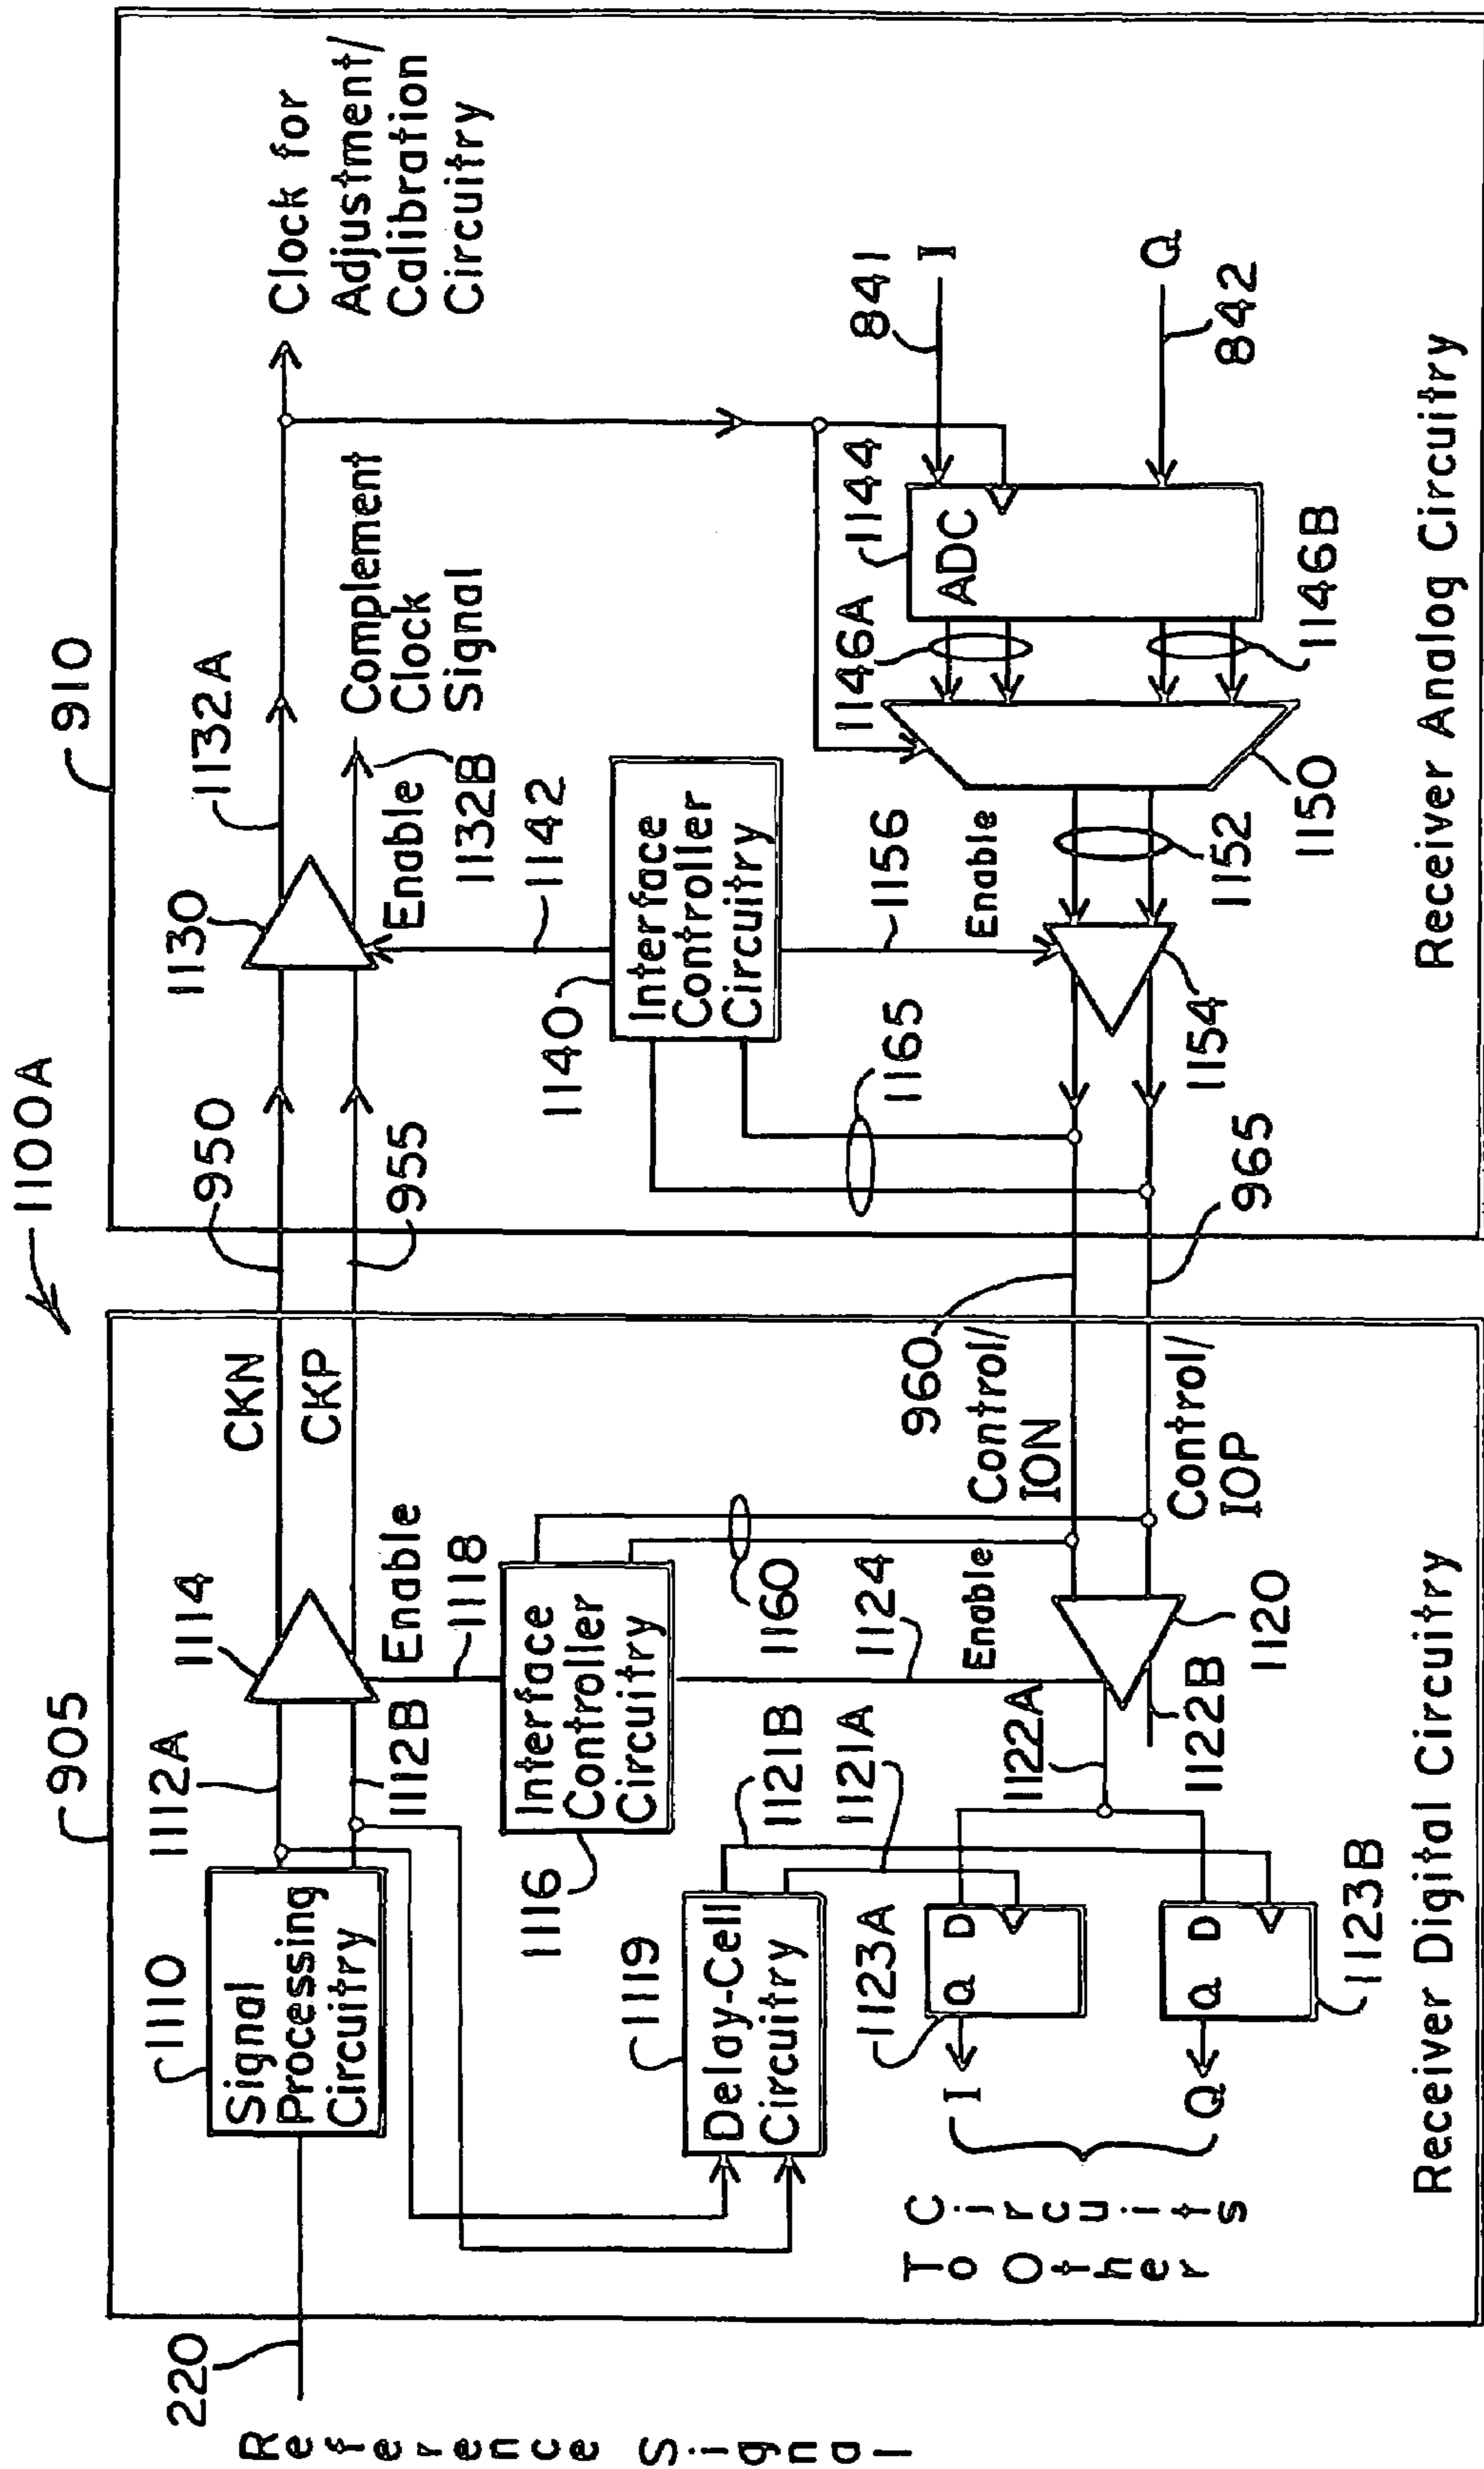 1100A
905
910
220
Reference Signal
1110
Signal
Processing
Circuitry
1112A
1112B
1114
Enable
1118
CKN
CKP
950
955
1130
1132A
Clock for
Adjustment/
Calibration
Circuitry
Complement
Clock
Signal
1132B
Enable
1142
1116
Interface
Controller
Circuitry
1160
1124
Enable
1140
Interface
Controller
Circuitry
1165
1156
Enable
1119
Delay-Cell
Circuitry
1121B
1121A
1122A
1122B
1120
1123A
Q D
1123B
Q D
I
Q
To Other
Circuits
960
Control/
ION
Control/
IOP
965
1154
1152
1150
1146A
1146B
1144
ADC
841
I
Q
842
Receiver Digital Circuitry
Receiver Analog Circuitry